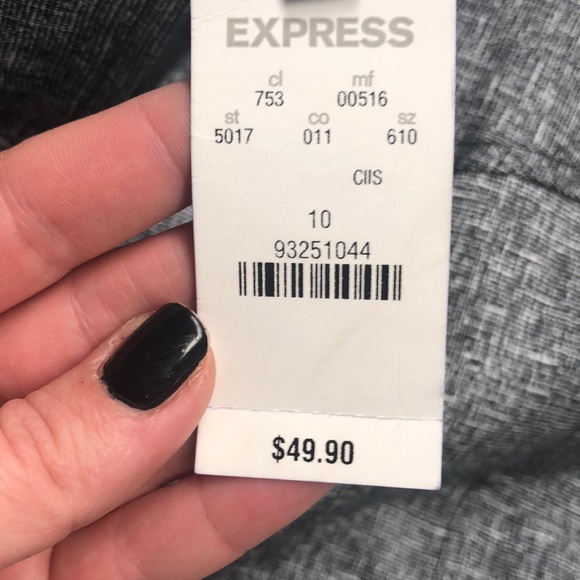 EXPRESS
cl mf
753 00516
st co sz
5017 011 610
CIIS
10
93251044
$49.90